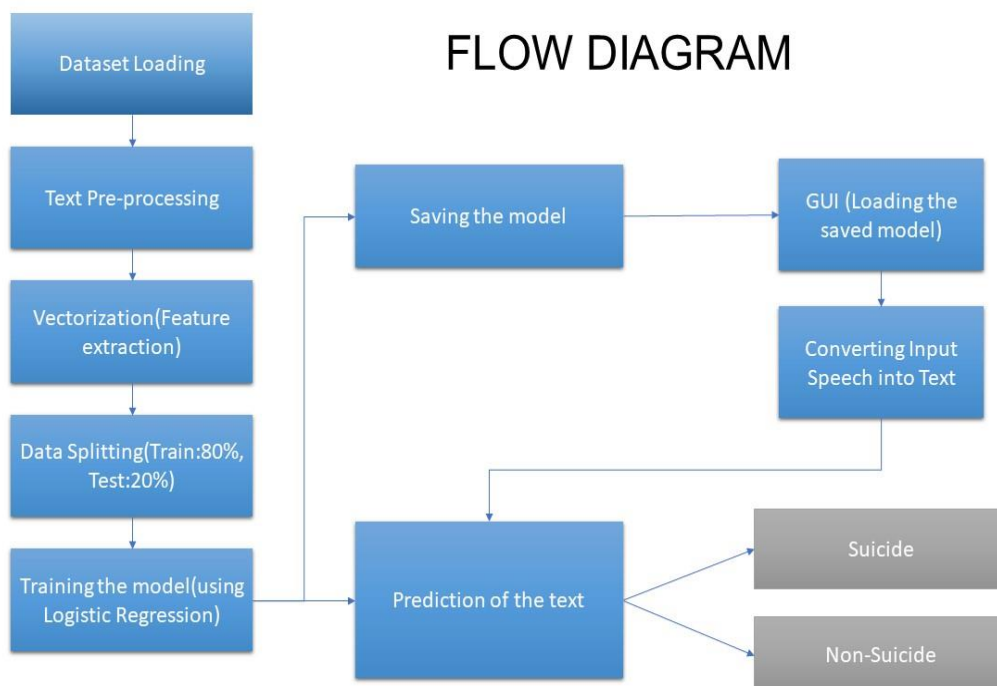 FLOW DIAGRAM
Dataset Loading
Text Pre-processing
Vectorization(Feature
extraction)
Data Splitting(Train:80%,
Test:20%)
Training the model(using
Logistic Regression)
Saving the model
GUI (Loading the
saved model)
Converting Input
Speech into Text
Prediction of the text
Suicide
Non-Suicide